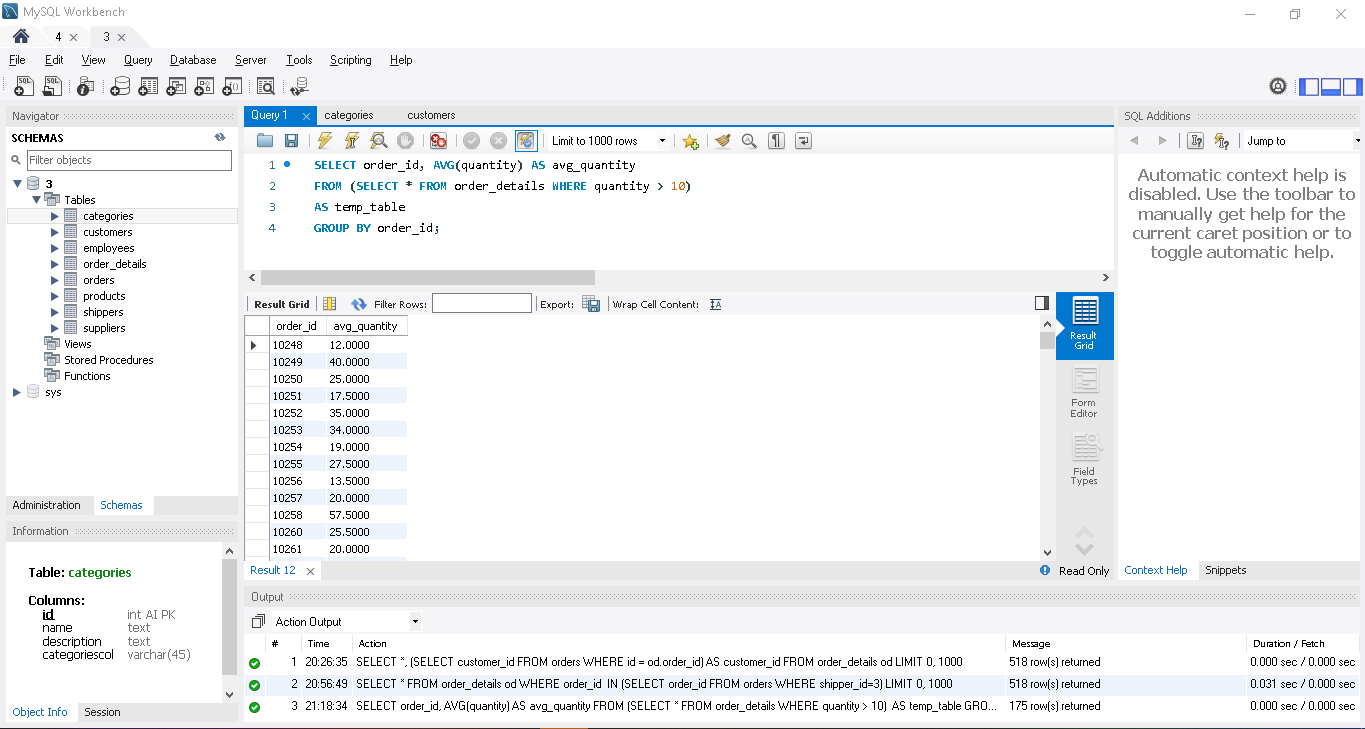 MySQL Workbench
4 3
File Edit View Query Database Server Tools Scripting Help
Navigator
SCHEMAS
Filter objects
3
Tables
categories
customers
employees
order_details
orders
products
shippers
suppliers
Views
Stored Procedures
Functions
sys
Administration Schemas
Information
Table: categories
Columns:
id int AI PK
name text
description text
categoriescol varchar(45)
Object Info Session
Query 1 categories customers
Limit to 1000 rows
1 SELECT order_id, AVG(quantity) AS avg_quantity
2 FROM (SELECT * FROM order_details WHERE quantity > 10)
3 AS temp_table
4 GROUP BY order_id;
Result Grid Filter Rows: Export: Wrap Cell Content:
order_id avg_quantity
10248 12.0000
10249 40.0000
10250 25.0000
10251 17.5000
10252 35.0000
10253 34.0000
10254 19.0000
10255 27.5000
10256 13.5000
10257 20.0000
10258 57.5000
10260 25.5000
10261 20.0000
Result
Grid
Form
Editor
Field
Types
Result 12 Read Only
SQL Additions
Jump to
Automatic context help is
disabled. Use the toolbar to
manually get help for the
current caret position or to
toggle automatic help.
Context Help Snippets
Output
Action Output
# Time Action Message Duration / Fetch
1 20:26:35 SELECT *, (SELECT customer_id FROM orders WHERE id = od.order_id) AS customer_id FROM order_details od LIMIT 0, 1000 518 row(s) returned 0.000 sec / 0.000 sec
2 20:56:49 SELECT * FROM order_details od WHERE order_id IN (SELECT order_id FROM orders WHERE shipper_id=3) LIMIT 0, 1000 518 row(s) returned 0.031 sec / 0.000 sec
3 21:18:34 SELECT order_id, AVG(quantity) AS avg_quantity FROM (SELECT * FROM order_details WHERE quantity > 10) AS temp_table GRO... 175 row(s) returned 0.000 sec / 0.000 sec